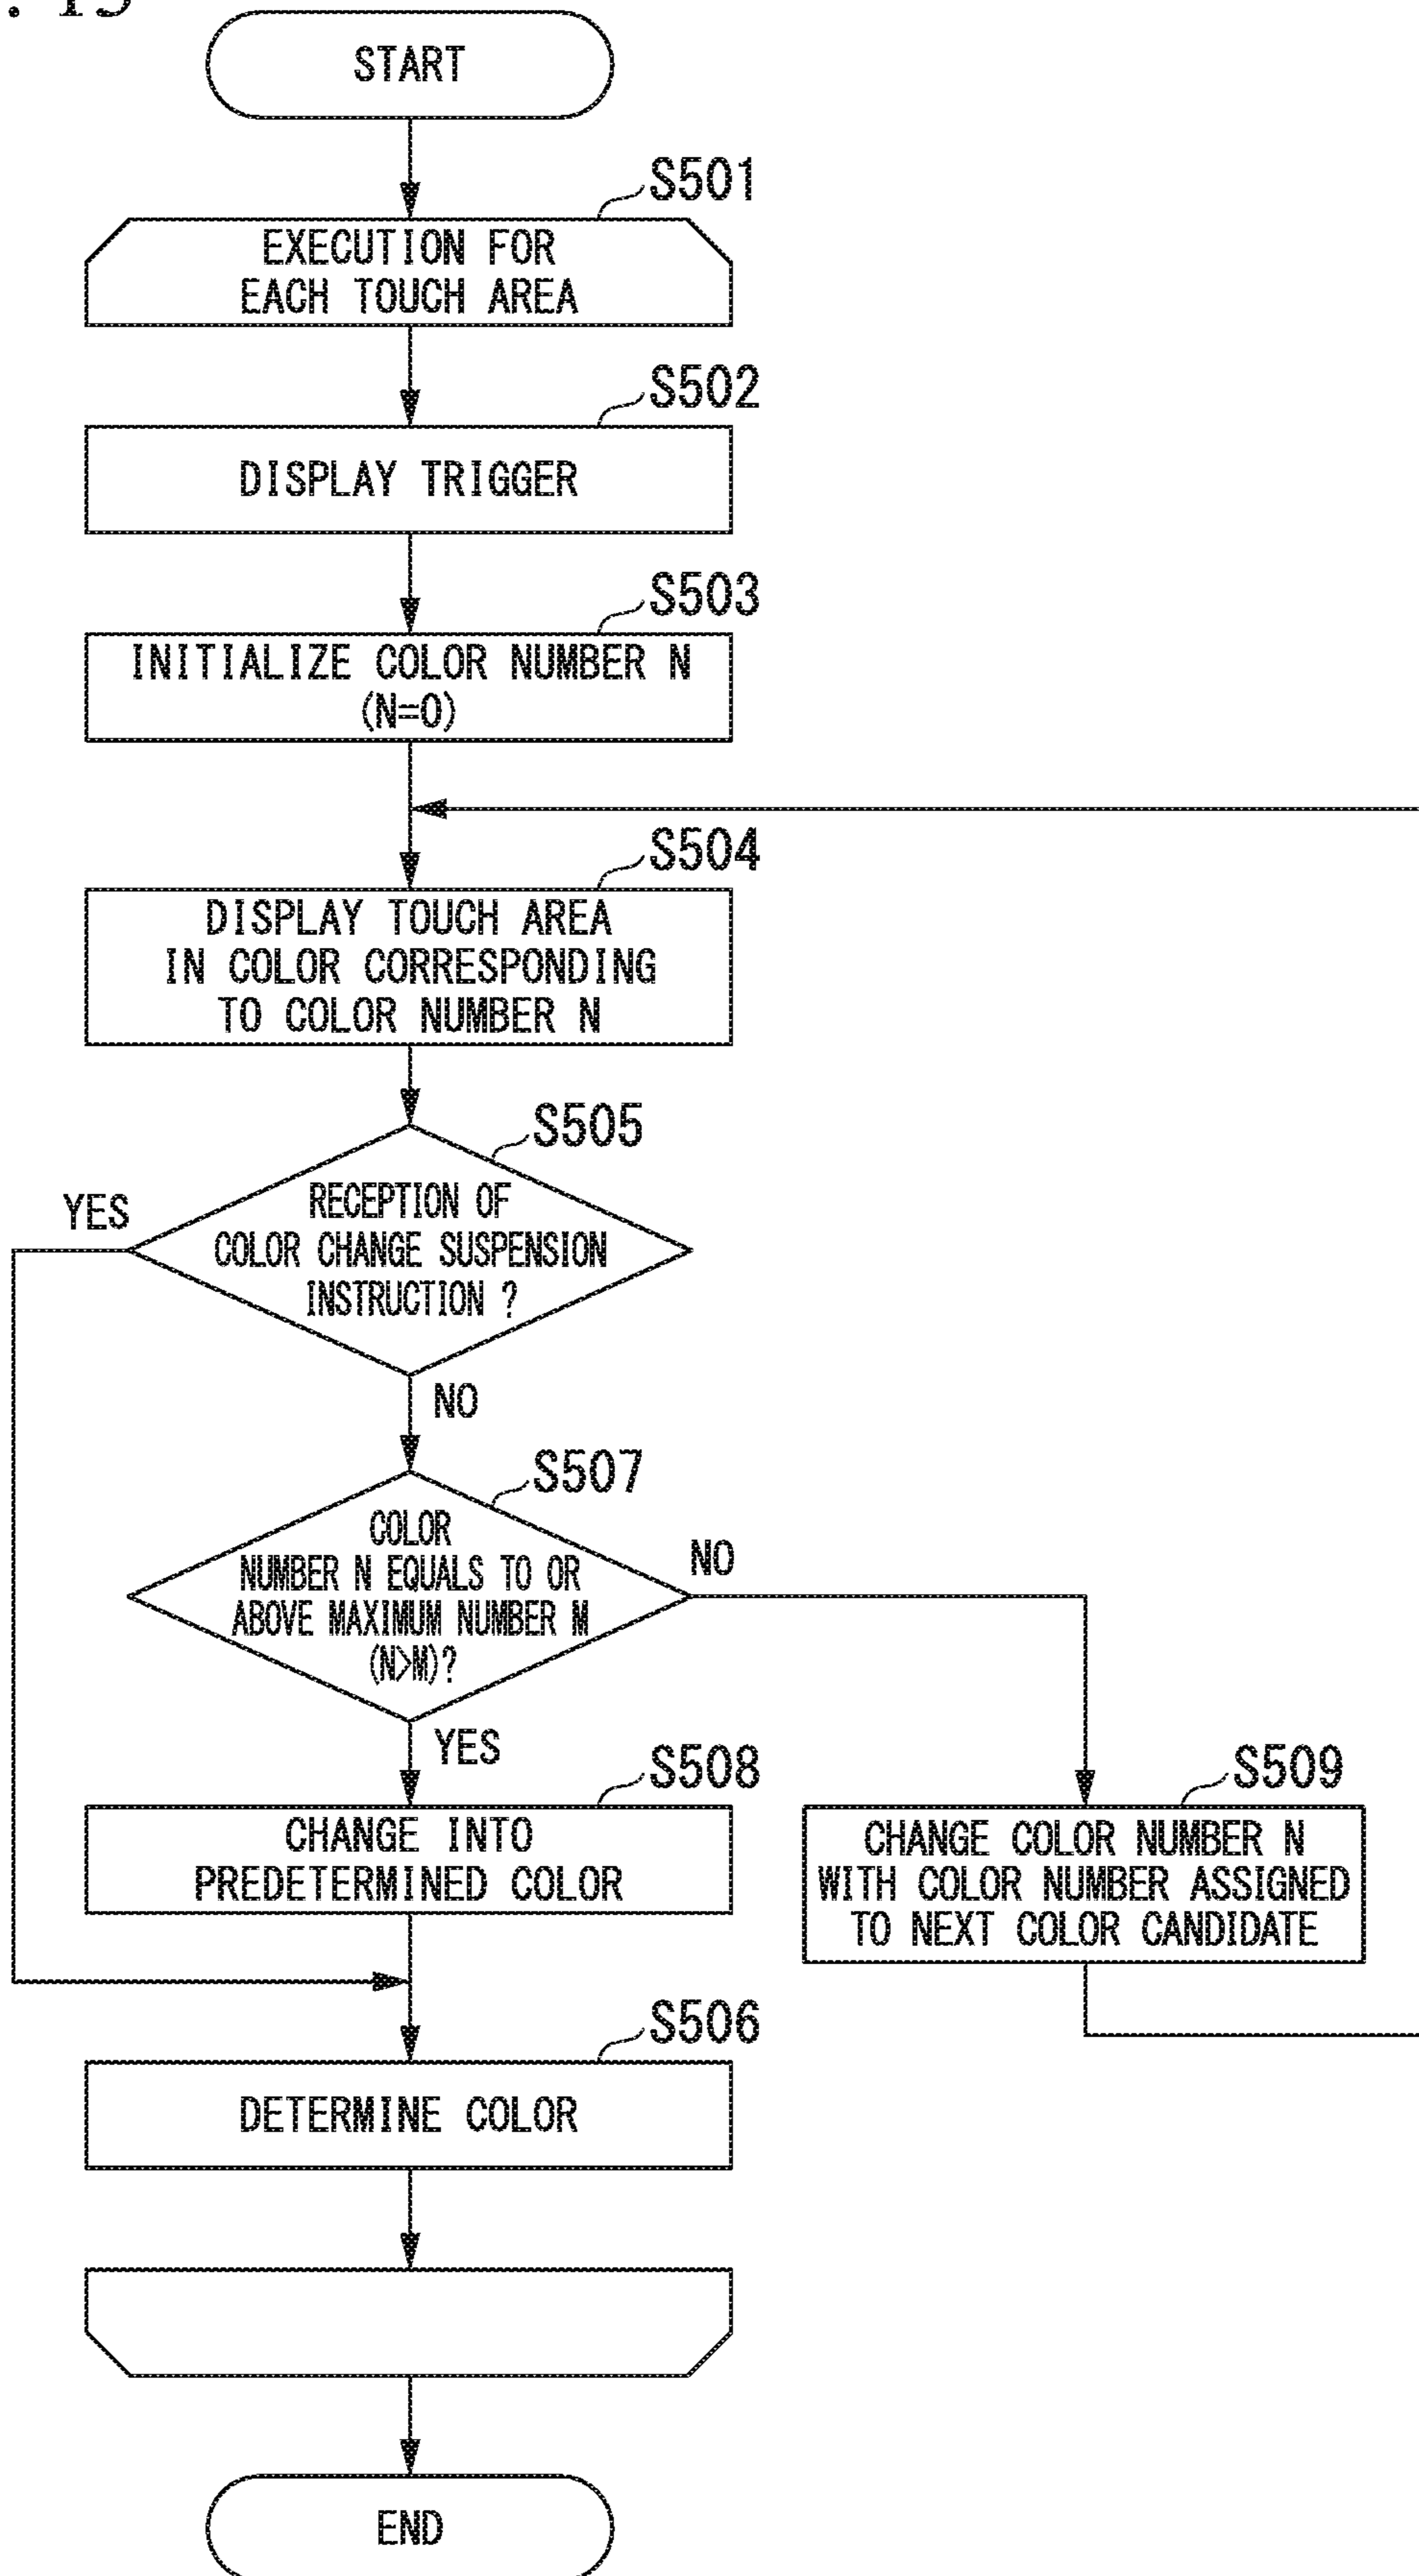 START
S501
EXECUTION FOR
EACH TOUCH AREA
S502
DISPLAY TRIGGER
S503
INITIALIZE COLOR NUMBER N
(N=0)
S504
DISPLAY TOUCH AREA
IN COLOR CORRESPONDING
TO COLOR NUMBER N
S505
YES
RECEPTION OF
COLOR CHANGE SUSPENSION
INSTRUCTION ?
NO
S507
COLOR
NUMBER N EQUALS TO OR
ABOVE MAXIMUM NUMBER M
(N>M)?
NO
YES
S508
CHANGE INTO
PREDETERMINED COLOR
S509
CHANGE COLOR NUMBER N
WITH COLOR NUMBER ASSIGNED
TO NEXT COLOR CANDIDATE
S506
DETERMINE COLOR
END